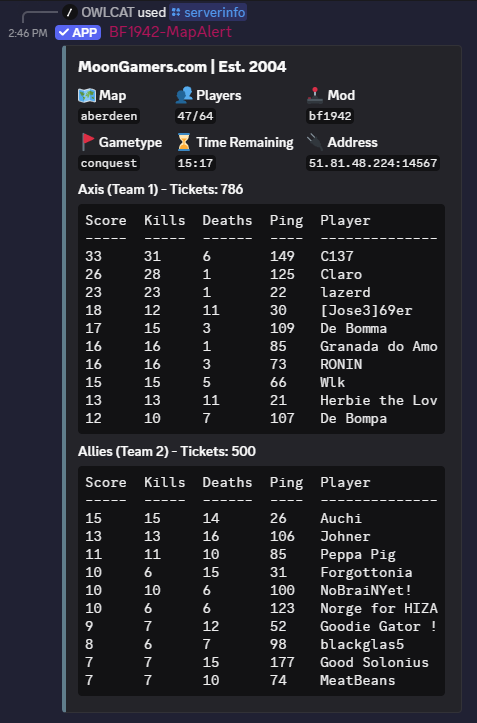 / OWLCAT used serverinfo
2:46 PM ✓ APP BF1942-MapAlert
MoonGamers.com | Est. 2004
Map Players Mod
aberdeen 47/64 bf1942
Gametype Time Remaining Address
conquest 15:17 51.81.48.224:14567
Axis (Team 1) - Tickets: 786
Score Kills Deaths Ping Player
----- ----- ------ ---- --------------
33 31 6 149 C137
26 28 1 125 Claro
23 23 1 22 lazerd
18 12 11 30 [Jose3]69er
17 15 3 109 De Bomma
16 16 1 85 Granada do Amo
16 16 3 73 RONIN
15 15 5 66 Wlk
13 13 11 21 Herbie the Lov
12 10 7 107 De Bompa
Allies (Team 2) - Tickets: 500
Score Kills Deaths Ping Player
----- ----- ------ ---- --------------
15 15 14 26 Auchi
13 13 16 106 Johner
11 11 10 85 Peppa Pig
10 6 15 31 Forgottonia
10 10 6 100 NoBraiNYet!
10 6 6 123 Norge for HIZA
9 7 12 52 Goodie Gator !
8 6 7 98 blackglas5
7 7 15 177 Good Solonius
7 7 10 74 MeatBeans